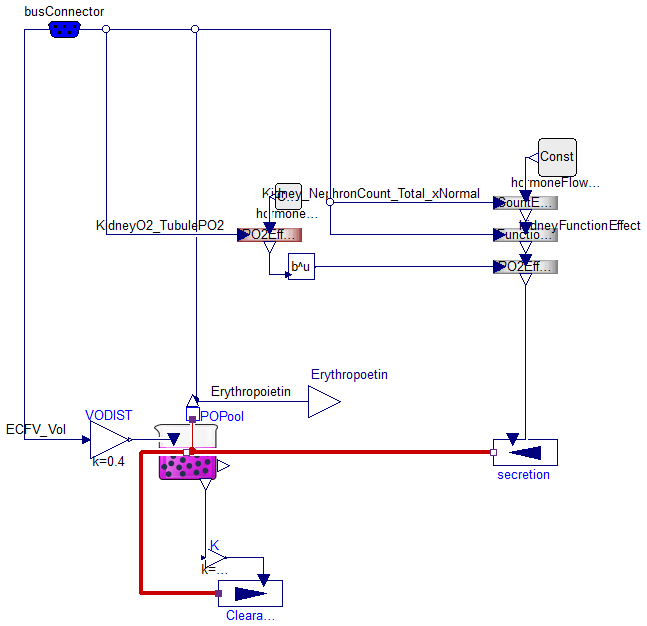 busConnector
Const
hormoneFlow...
Kidney_NephronCount_Total_xNormal
C...
CountE...
hormone...
KidneyO2_TubulePO2
KidneyFunctionEffect
PO2Eff...
Functio...
b^u
PO2Eff...
Erythropoetin
Erythropoietin
VODIST
POPool
ECFV_Vol
k=0.4
secretion
K
k=...
Cleara...